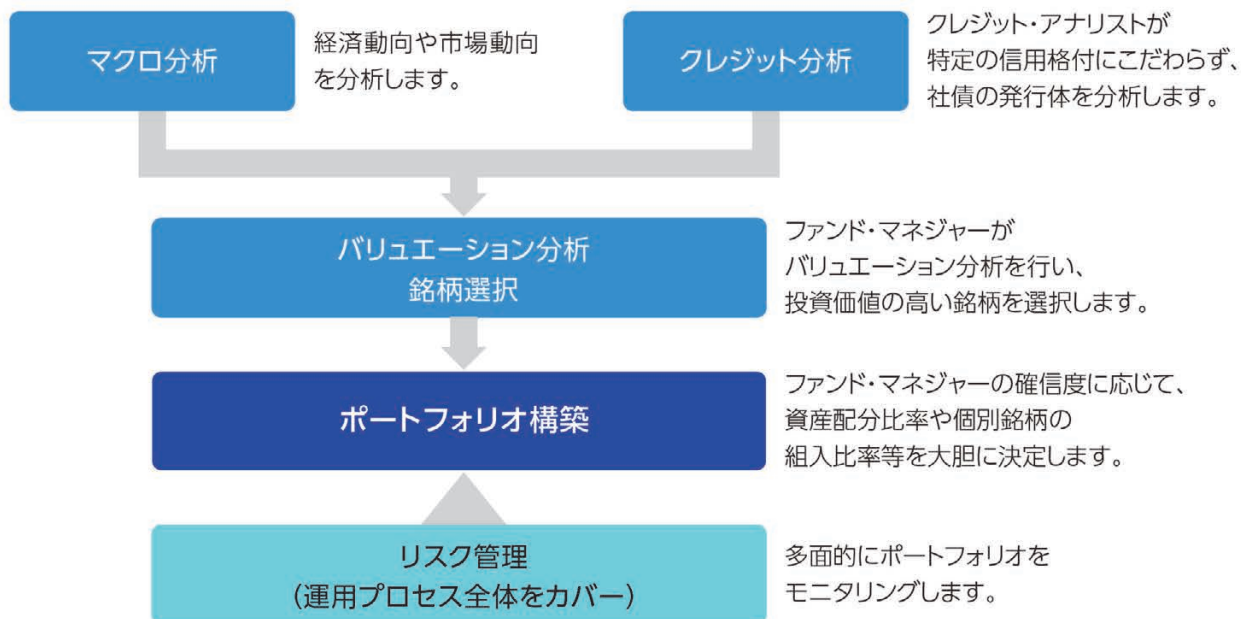 マクロ分析
経済動向や市場動向
を分析します。
クレジット分析
クレジット・アナリストが
特定の信用格付にこだわらず、
社債の発行体を分析します。
バリュエーション分析
銘柄選択
ファンド・マネジャーが
バリュエーション分析を行い、
投資価値の高い銘柄を選択します。
ポートフォリオ構築
ファンド・マネジャーの確信度に応じて、
資産配分比率や個別銘柄の
組入比率等を大胆に決定します。
リスク管理
(運用プロセス全体をカバー)
多面的にポートフォリオを
モニタリングします。